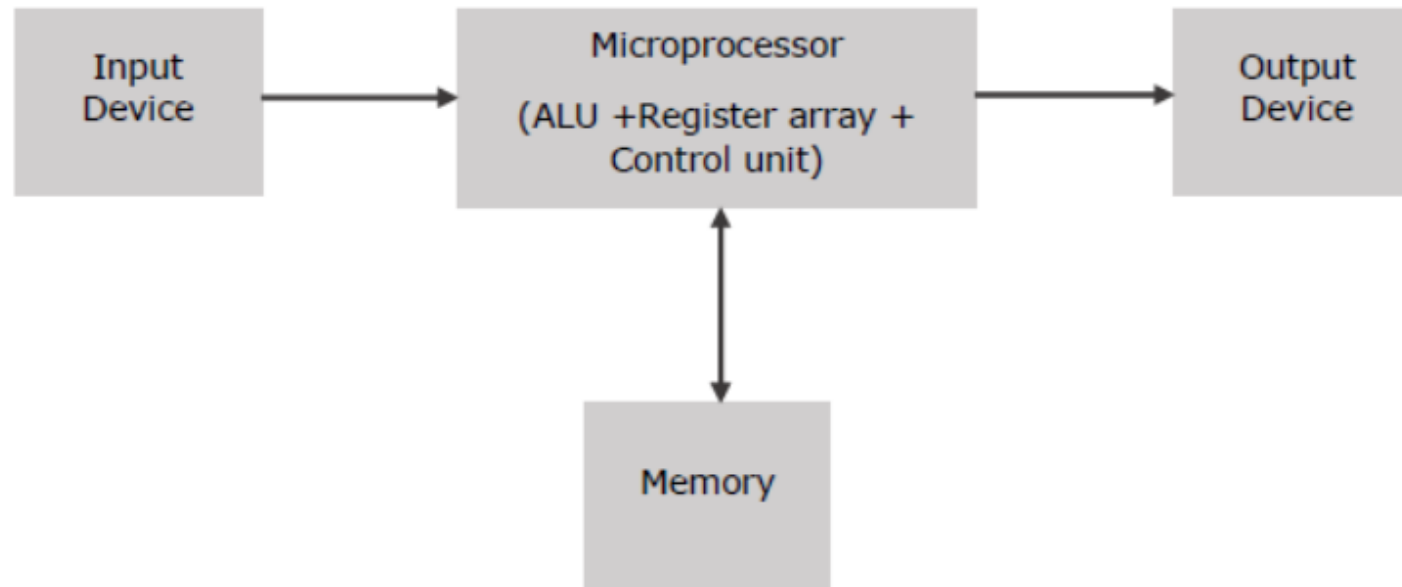 Input
Device
Microprocessor
(ALU +Register array +
Control unit)
Output
Device
Memory